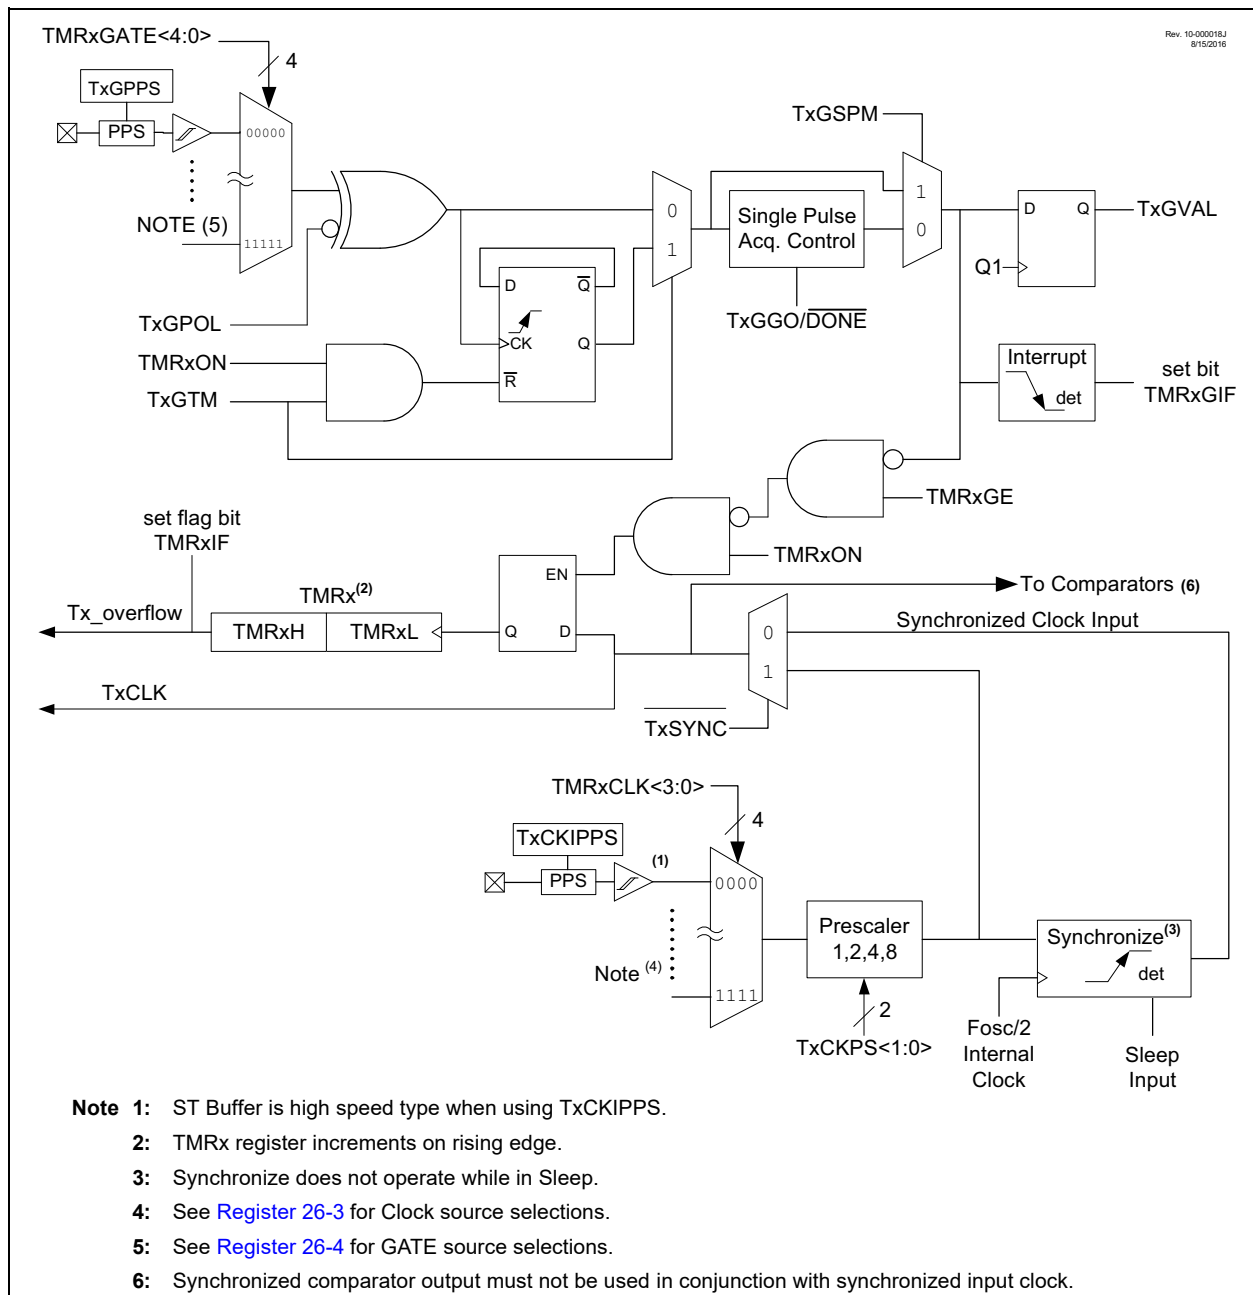 Rev. 10-000018J
8/15/2016
TMRxGATE<4:0>
4
TxGPPS
PPS
00000
NOTE (5)
11111
TxGPOL
TMRxON
TxGTM
D
Q
CK
Q
R
0
1
Single Pulse
Acq. Control
TxGGO/DONE
TxGSPM
1
0
D
Q
Q1
TxGVAL
Interrupt
det
set bit
TMRxGIF
TMRxGE
TMRxON
set flag bit
TMRxIF
Tx_overflow
TMRx(2)
TMRxH
TMRxL
EN
Q
D
TxCLK
To Comparators (6)
Synchronized Clock Input
0
1
TxSYNC
TMRxCLK<3:0>
4
TxCKIPPS
PPS
(1)
0000
Note (4)
1111
Prescaler
1,2,4,8
2
TxCKPS<1:0>
Synchronize(3)
det
Fosc/2
Internal
Clock
Sleep
Input
Note 1: ST Buffer is high speed type when using TxCKIPPS.
2: TMRx register increments on rising edge.
3: Synchronize does not operate while in Sleep.
4: See Register 26-3 for Clock source selections.
5: See Register 26-4 for GATE source selections.
6: Synchronized comparator output must not be used in conjunction with synchronized input clock.